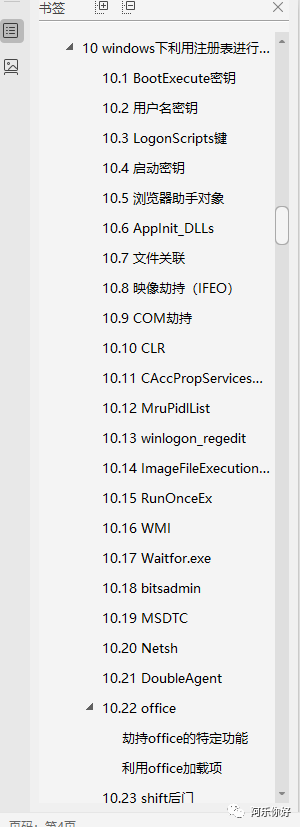 书签
10 windows下利用注册表进行...
10.1 BootExecute密钥
10.2 用户名密钥
10.3 LogonScripts键
10.4 启动密钥
10.5 浏览器助手对象
10.6 AppInit_DLLs
10.7 文件关联
10.8 映像劫持（IFEO）
10.9 COM劫持
10.10 CLR
10.11 CAccPropServices...
10.12 MruPidlList
10.13 winlogon_regedit
10.14 ImageFileExecution...
10.15 RunOnceEx
10.16 WMI
10.17 Waitfor.exe
10.18 bitsadmin
10.19 MSDTC
10.20 Netsh
10.21 DoubleAgent
10.22 office
劫持office的特定功能
利用office加载项
10.23 shift后门
阿乐你好
页码：第4页